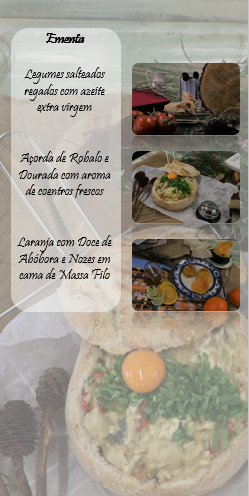 Ementa
Legumes salteados
regados com azeite
extra virgem
Açorda de Robalo e
Dourada com aroma
de coentros frescos
Laranja com Doce de
Abóbora e Nozes em
cama de Massa Filo